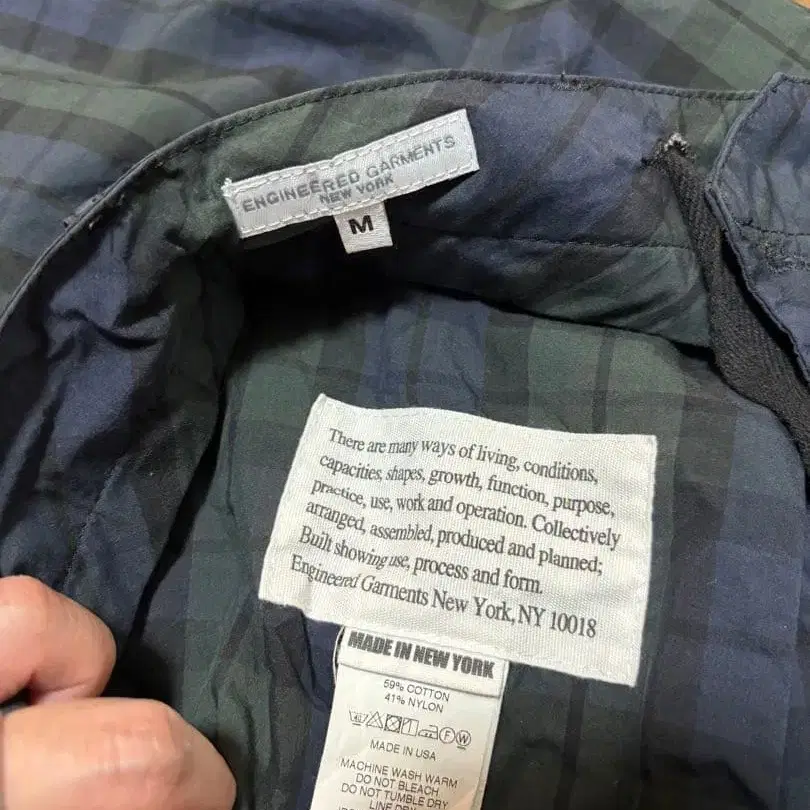 ENGINEERED GARMENTS
NEW YORK
M
There are many ways of living, conditions,
capacities, shapes, growth, function, purpose,
practice, use, work and operation. Collectively
arranged, assembled, produced and planned;
Built showing use, process and form.
Engineered Garments New York, NY 10018
MADE IN NEW YORK
59% COTTON
41% NYLON
F W
MADE IN USA
MACHINE WASH WARM
DO NOT BLEACH
DO NOT TUMBLE DRY
LINE DRY